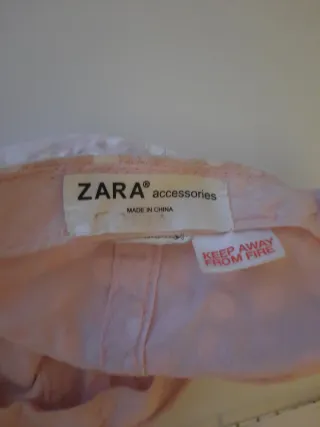 ZARA® accessories
MADE IN CHINA
KEEP AWAY
FROM FIRE